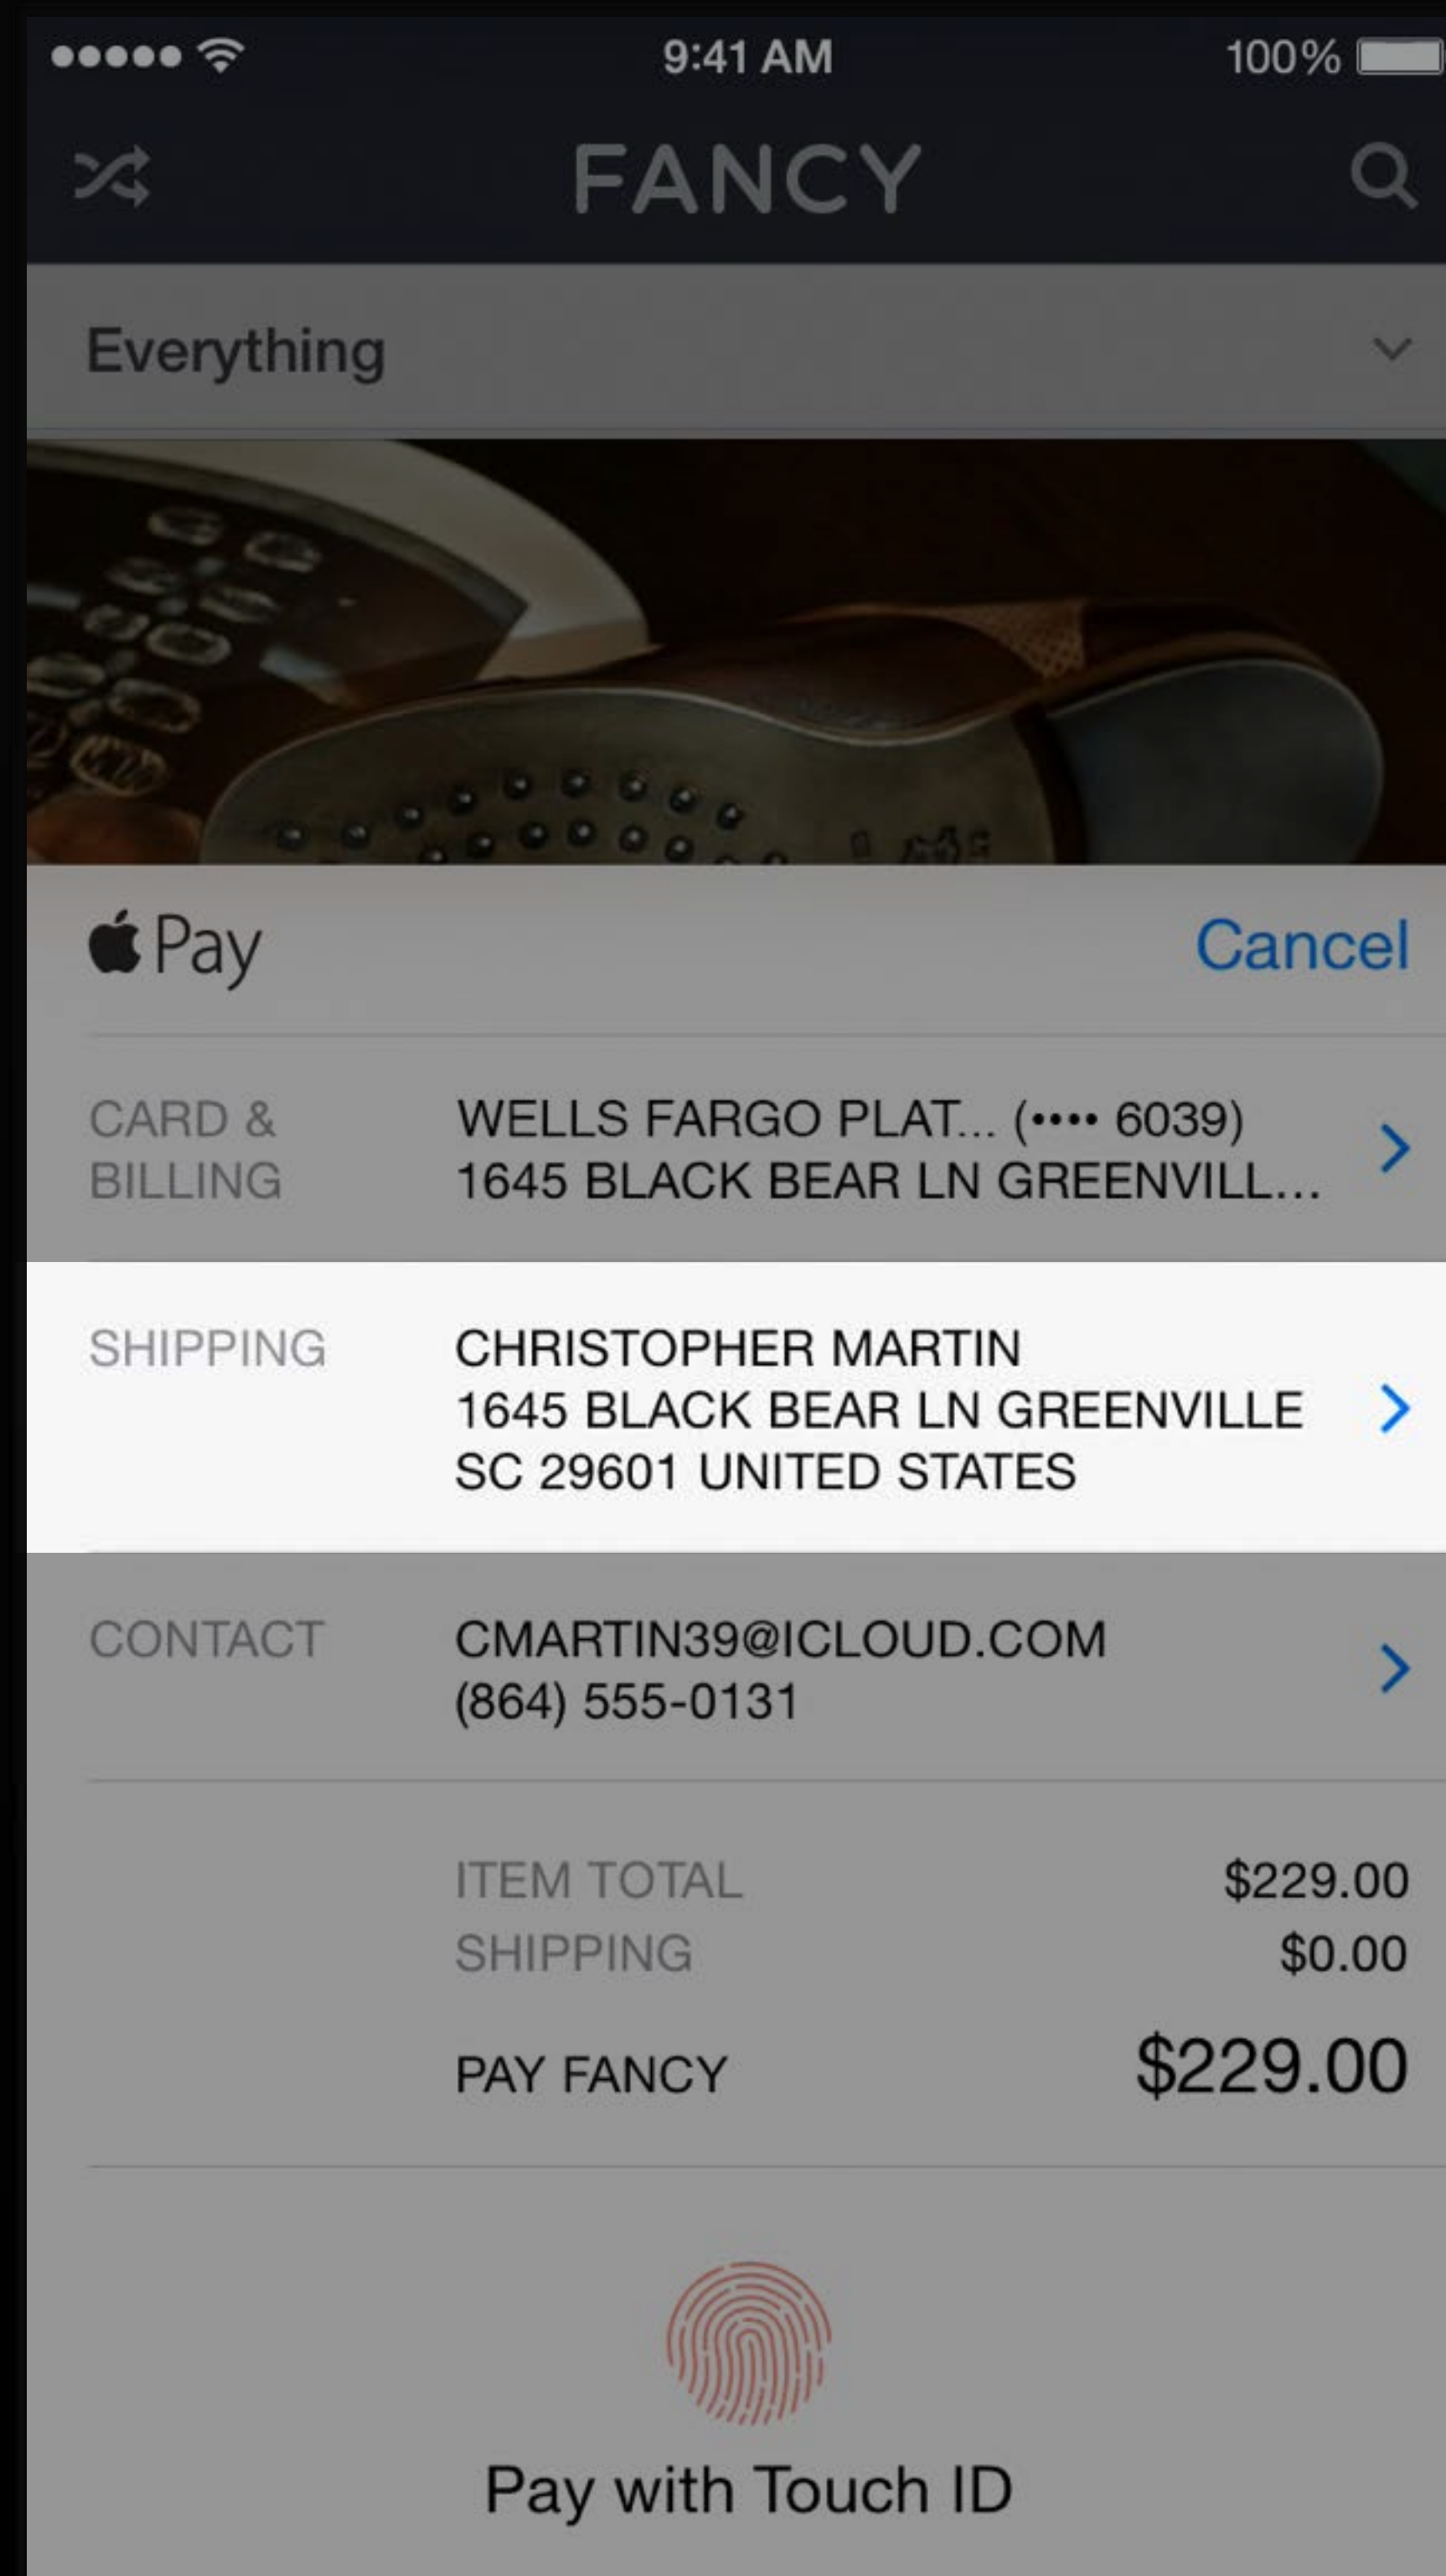 9:41 AM
100%
FANCY
Everything
Pay
Cancel
CARD &
BILLING
WELLS FARGO PLAT... (•••• 6039)
1645 BLACK BEAR LN GREENVILL...
SHIPPING
CHRISTOPHER MARTIN
1645 BLACK BEAR LN GREENVILLE
SC 29601 UNITED STATES
CONTACT
CMARTIN39@ICLOUD.COM
(864) 555-0131
ITEM TOTAL
$229.00
SHIPPING
$0.00
PAY FANCY
$229.00
Pay with Touch ID